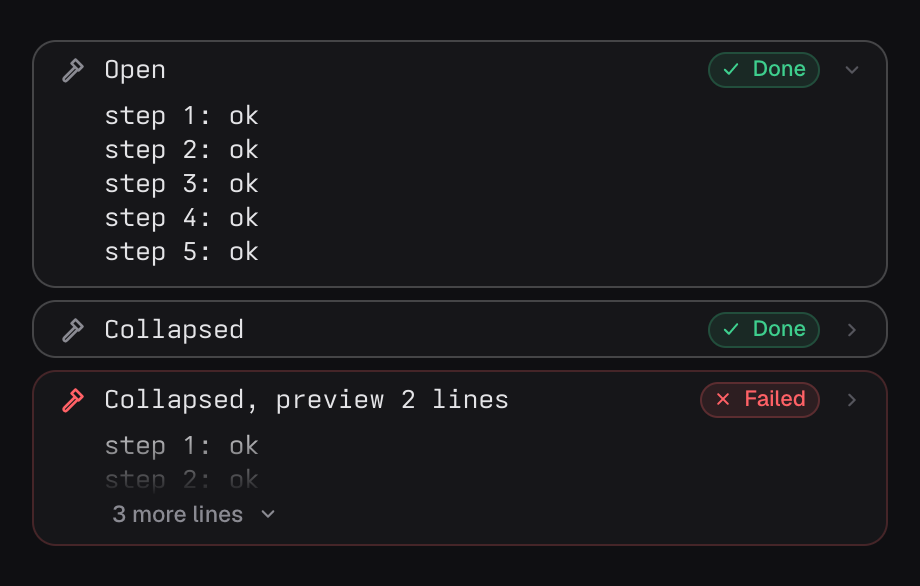 Open
Done
step 1: ok
step 2: ok
step 3: ok
step 4: ok
step 5: ok
Collapsed
Done
Collapsed, preview 2 lines
Failed
step 1: ok
step 2: ok
3 more lines